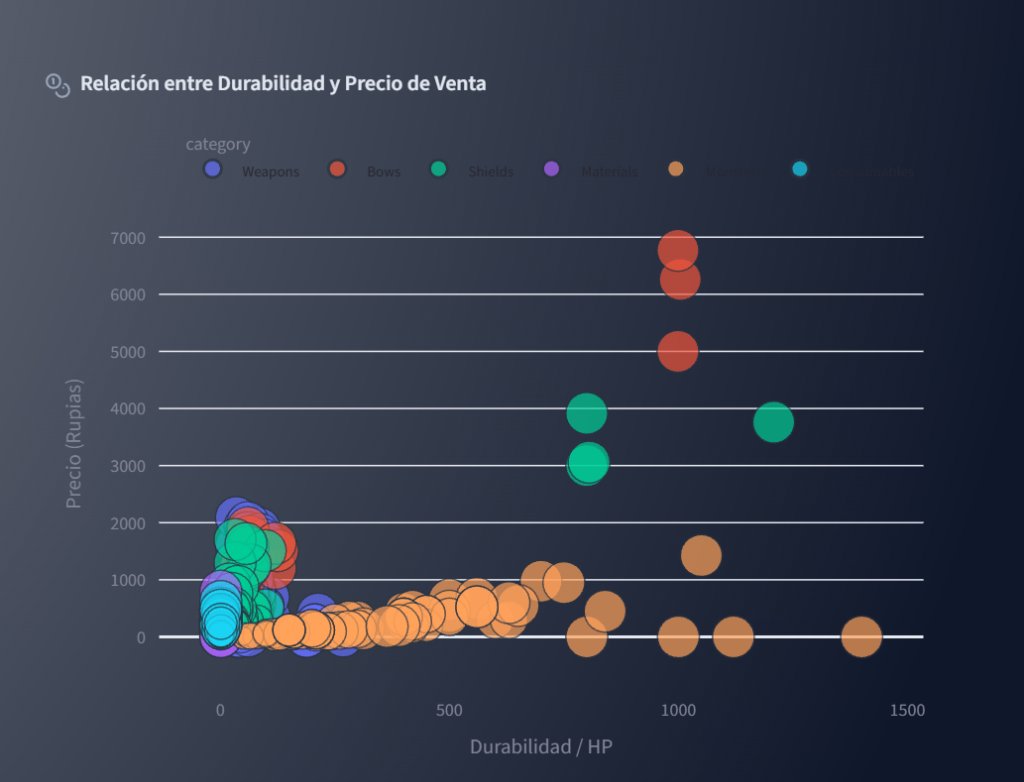 Relación entre Durabilidad y Precio de Venta
category
Weapons Bows Shields Materials
7000
6000
5000
4000
3000
2000
1000
0
Precio (Rupias)
0 500 1000 1500
Durabilidad / HP